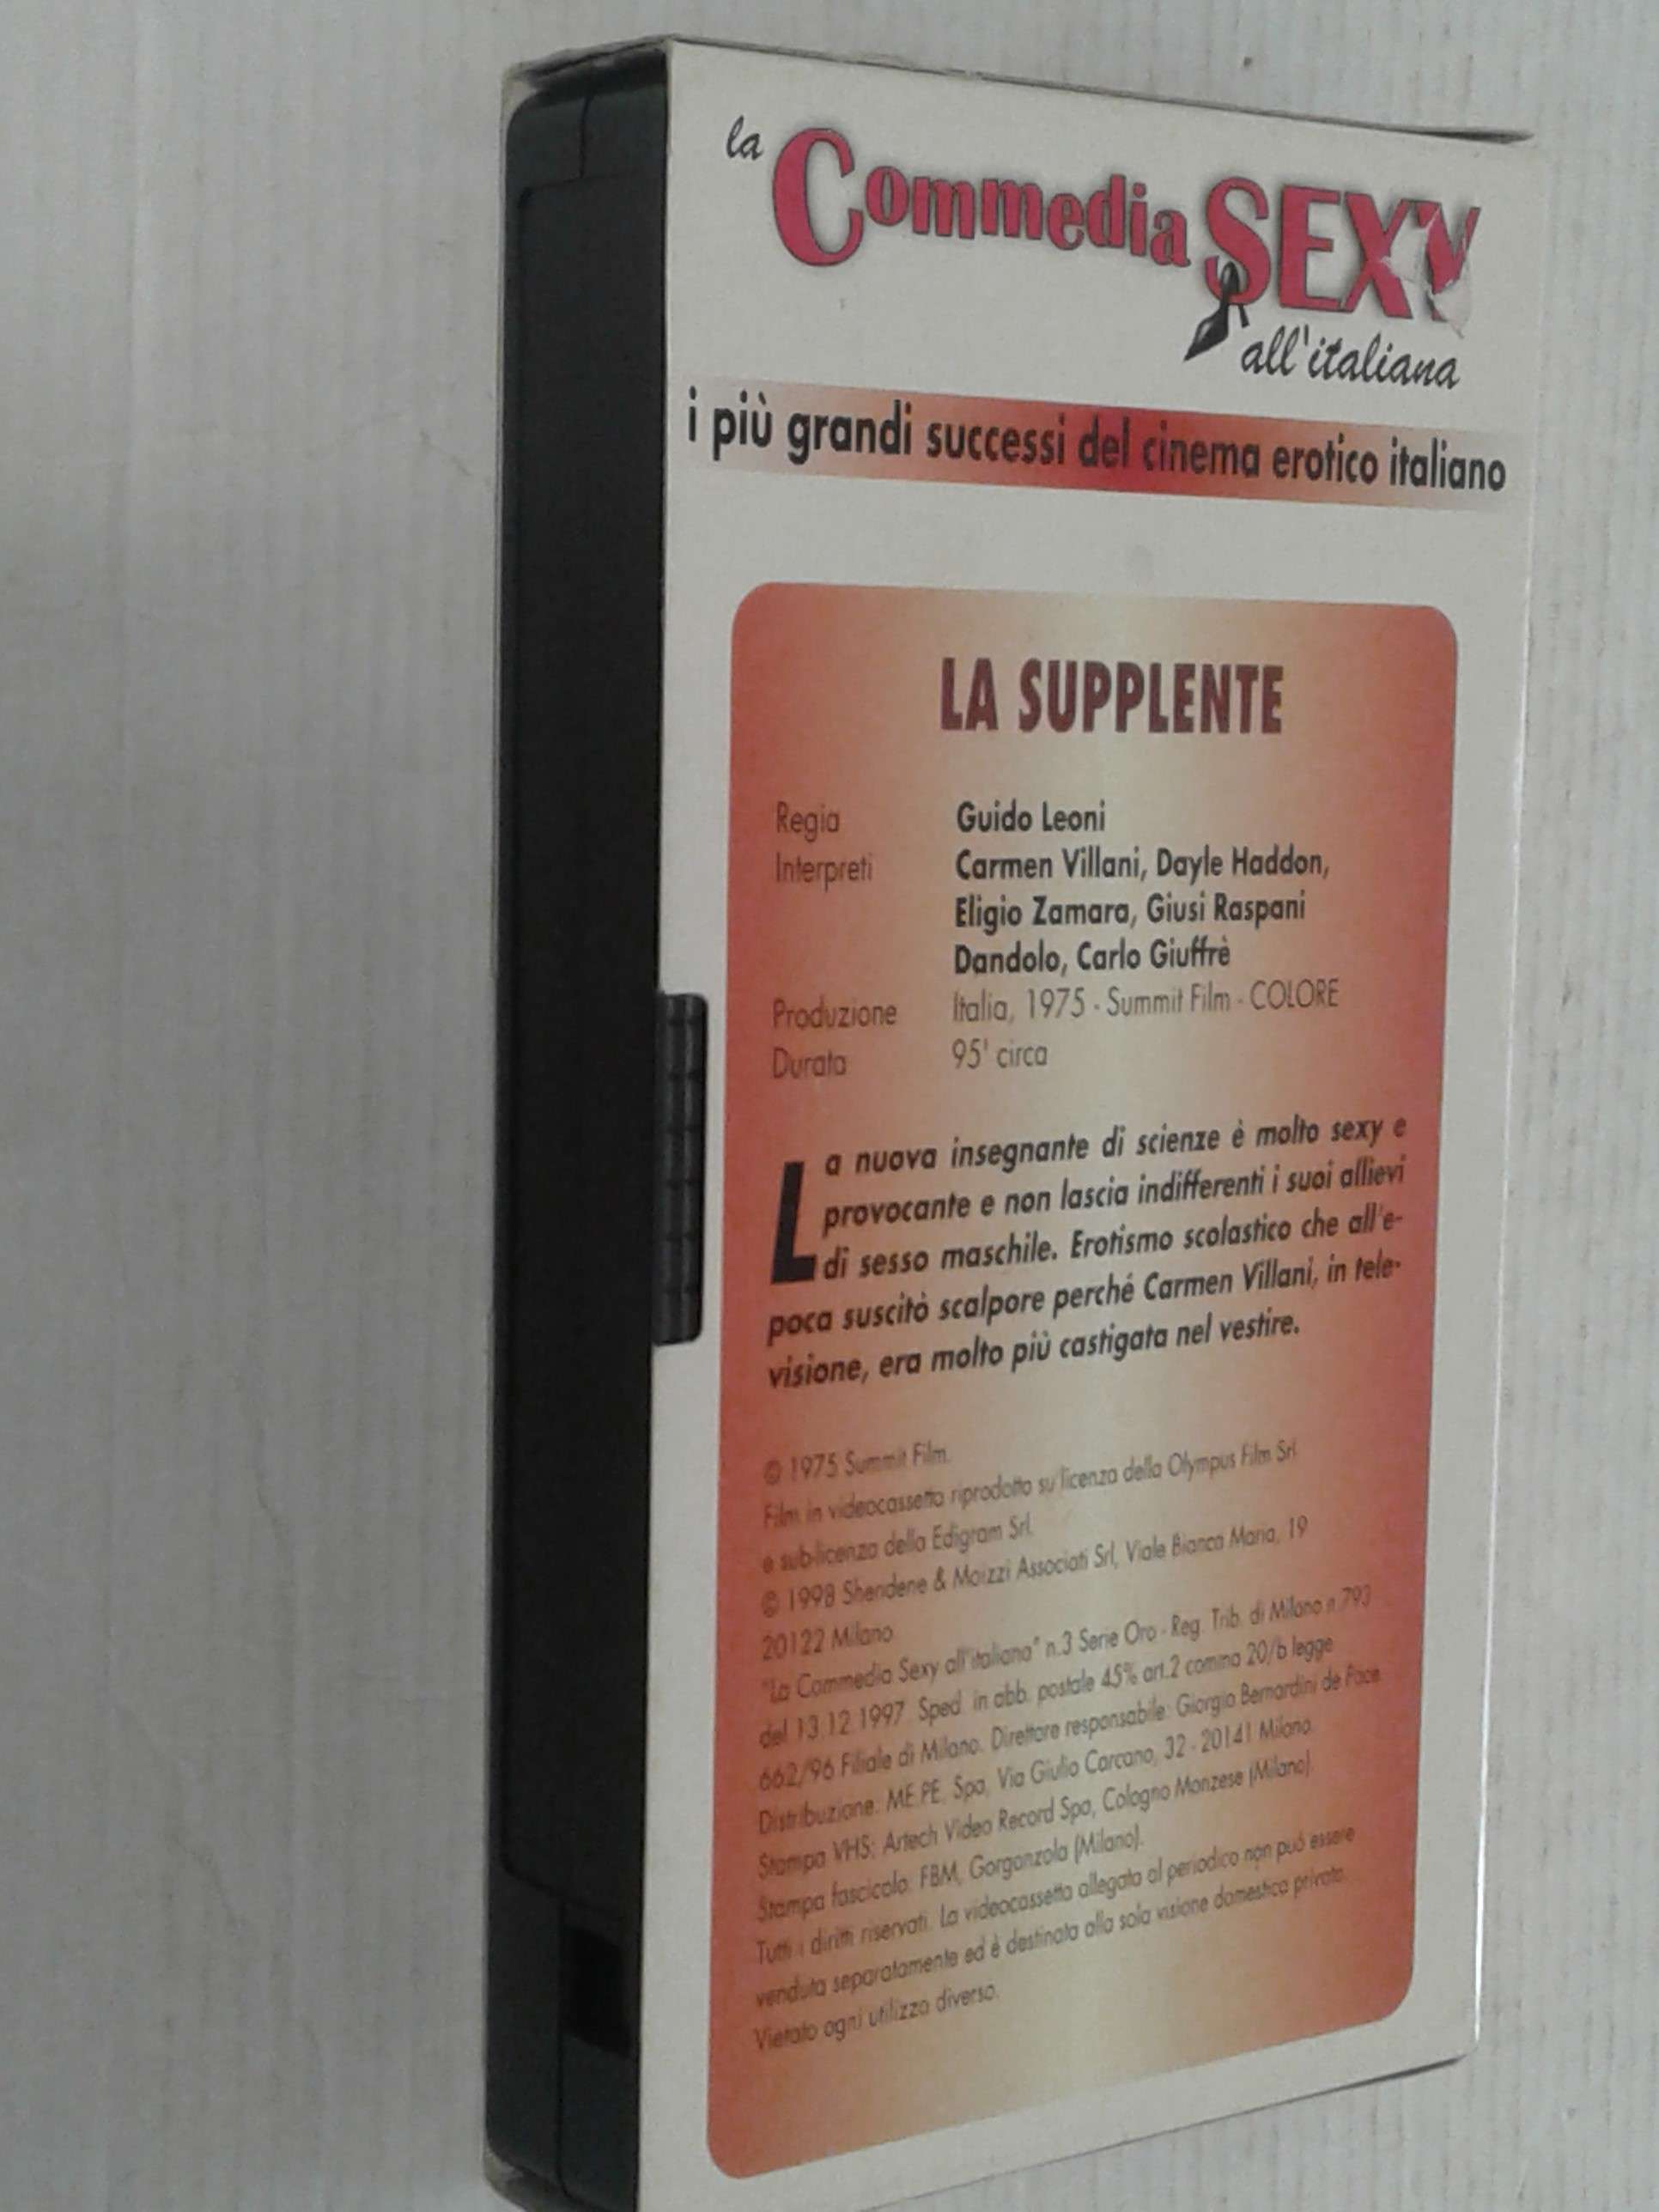 la
Commedia SEXY
all'italiana
i più grandi successi del cinema erotico italiano
LA SUPPLENTE
Regia Guido Leoni
Interpreti Carmen Villani, Dayle Haddon,
Eligio Zamara, Giusi Raspani
Dandolo, Carlo Giuffrè
Produzione Italia, 1975 - Summit Film - COLORE
Durata 95' circa
La nuova insegnante di scienze è molto sexy e
provocante e non lascia indifferenti i suoi allievi
di sesso maschile. Erotismo scolastico che all'e-
poca suscitò scalpore perché Carmen Villani, in tele-
visione, era molto più castigata nel vestire.
© 1975 Summit Film.
Film in videocassetta riprodotto su licenza della Olympus Film Srl
e sub-licenza della Edigram Srl.
© 1998 Shendene & Moizzi Associati Srl, Viale Bianca Maria, 19
20122 Milano
"La Commedia Sexy all'italiana" n.3 Serie Oro - Reg. Trib. di Milano n.793
del 13.12.1997. Sped. in abb. postale 45% art.2 comma 20/b legge
662/96 Filiale di Milano. Direttore responsabile: Giorgio Bernardini de Pace
Distribuzione: ME.PE. Spa, Via Giulio Carcano, 32 - 20141 Milano
Stampa VHS: Artech Video Record Spa, Cologno Monzese (Milano).
Stampa fascicolo: FBM, Gorgonzola (Milano).
Tutti i diritti riservati. La videocassetta allegata al periodico non può essere
venduta separatamente ed è destinata alla sola visione domestica privata.
Vietato ogni utilizzo diverso.